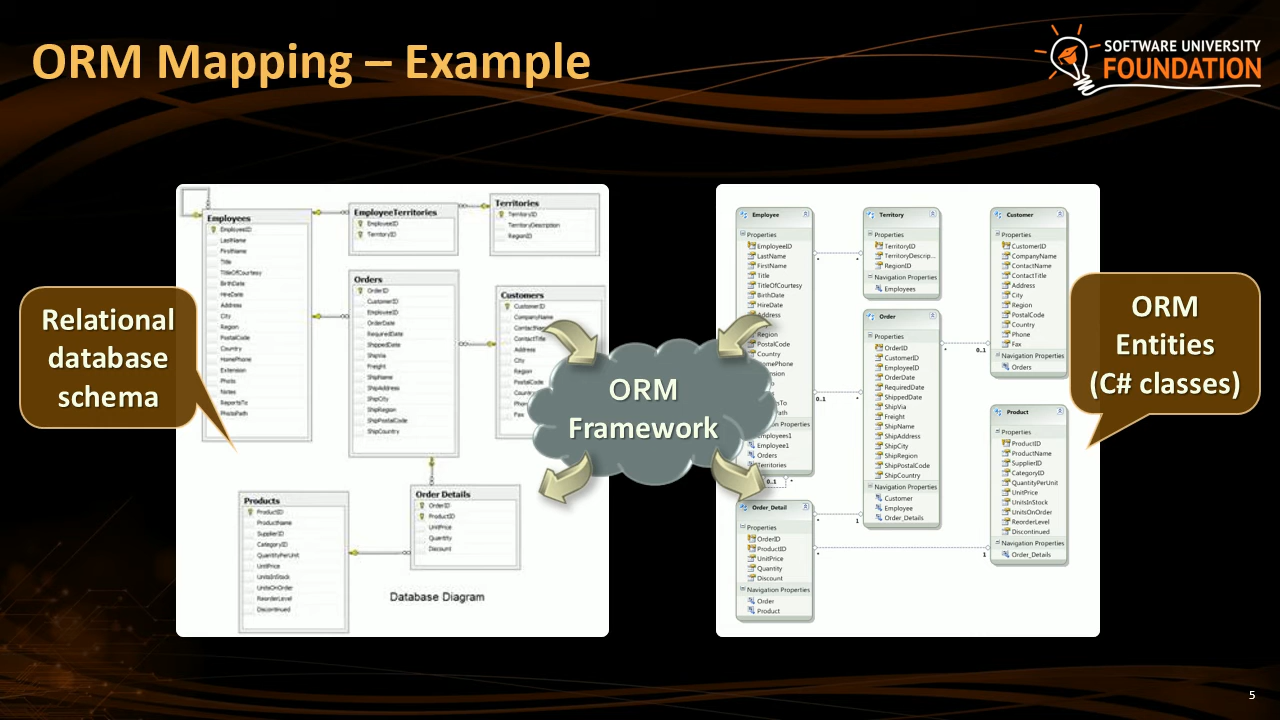 ORM Mapping – Example
SOFTWARE UNIVERSITY
FOUNDATION
Relational
database
schema
Employees
EmployeeID
LastName
FirstName
Title
TitleOfCourtesy
BirthDate
HireDate
Address
City
Region
PostalCode
Country
HomePhone
Extension
Photo
Notes
ReportsTo
PhotoPath
EmployeeTerritories
EmployeeID
TerritoryID
Territories
TerritoryID
TerritoryDescription
RegionID
Orders
OrderID
CustomerID
EmployeeID
OrderDate
RequiredDate
ShippedDate
ShipVia
Freight
ShipName
ShipAddress
ShipCity
ShipRegion
ShipPostalCode
ShipCountry
Customers
CustomerID
CompanyName
ContactName
ContactTitle
Address
City
Region
PostalCode
Country
Phone
Fax
Products
ProductID
ProductName
SupplierID
CategoryID
QuantityPerUnit
UnitPrice
UnitsInStock
UnitsOnOrder
ReorderLevel
Discontinued
Order Details
OrderID
ProductID
UnitPrice
Quantity
Discount
Database Diagram
ORM
Framework
Employee
Properties
EmployeeID
LastName
FirstName
Title
TitleOfCourtesy
BirthDate
HireDate
Address
Region
PostalCode
Country
Employees1
Employee1
Orders
Territories
0..1
*
Territory
Properties
TerritoryID
TerritoryDescrip...
RegionID
Navigation Properties
Employees
*
*
Order
Properties
OrderID
CustomerID
EmployeeID
OrderDate
RequiredDate
ShippedDate
ShipVia
Freight
ShipName
ShipAddress
ShipCity
ShipRegion
ShipPostalCode
ShipCountry
Navigation Properties
Customer
Employee
Order_Details
0..1
*
*
0..1
Customer
Properties
CustomerID
CompanyName
ContactName
ContactTitle
Address
City
Region
PostalCode
Country
Phone
Fax
Navigation Properties
Orders
Product
Properties
ProductID
ProductName
SupplierID
CategoryID
QuantityPerUnit
UnitPrice
UnitsInStock
UnitsOnOrder
ReorderLevel
Discontinued
Navigation Properties
Order_Details
Order_Detail
Properties
OrderID
ProductID
UnitPrice
Quantity
Discount
Navigation Properties
Order
Product
*
1
*
1
ORM
Entities
(C# classes)
5